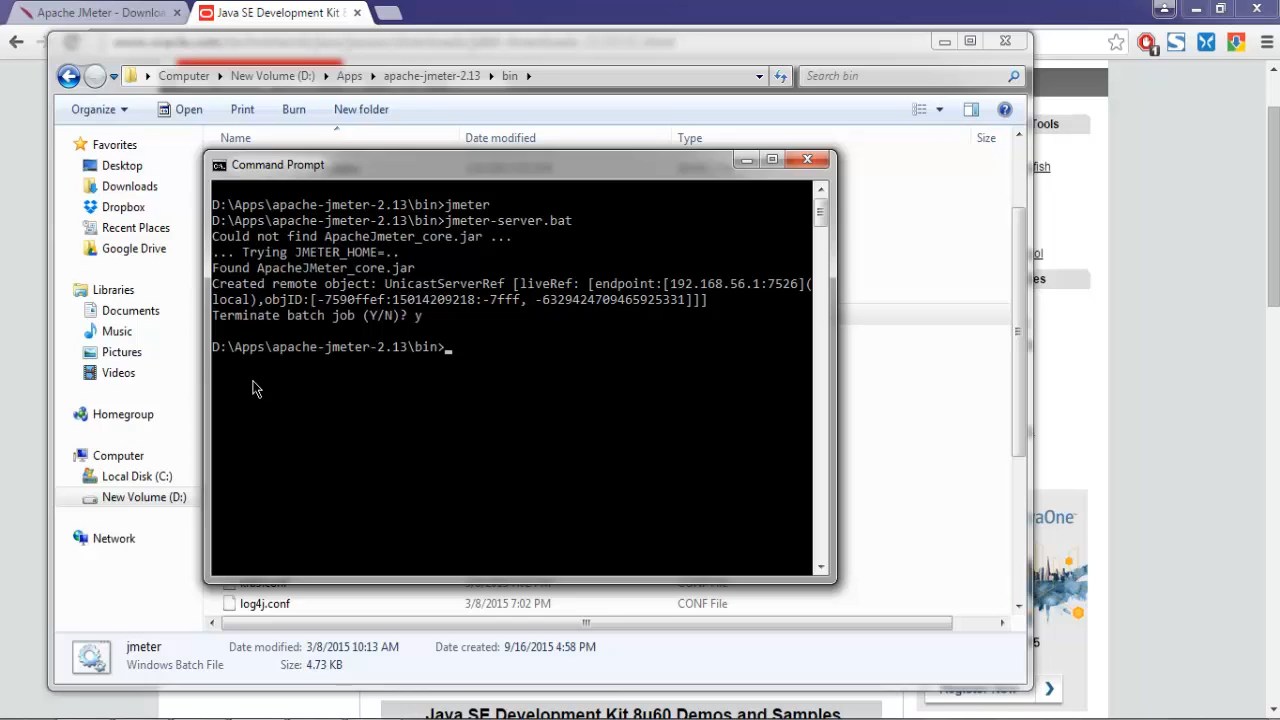 Apache JMeter - Downloa
Java SE Development Kit 8
Computer New Volume (D:) Apps apache-jmeter-2.13 bin
Search bin
Organize Open Print Burn New folder
Name Date modified Type Size
Favorites
Desktop
Downloads
Dropbox
Recent Places
Google Drive
Libraries
Documents
Music
Pictures
Videos
Homegroup
Computer
Local Disk (C:)
New Volume (D:)
Network
Command Prompt
D:\Apps\apache-jmeter-2.13\bin>jmeter
D:\Apps\apache-jmeter-2.13\bin>jmeter-server.bat
Could not find ApacheJmeter_core.jar ...
... Trying JMETER_HOME=..
Found ApacheJMeter_core.jar
Created remote object: UnicastServerRef [liveRef: [endpoint:[192.168.56.1:7526](
local),objID:[-7590ffef:15014209218:-7fff, -6329424709465925331]]]
Terminate batch job (Y/N)? y
D:\Apps\apache-jmeter-2.13\bin>_
log4j.conf 3/8/2015 7:02 PM CONF File
jmeter Date modified: 3/8/2015 10:13 AM Date created: 9/16/2015 4:58 PM
Windows Batch File Size: 4.73 KB
Tools
fish
ol
es
raOne
5
Java SE Development Kit 8u60 Demos and Samples